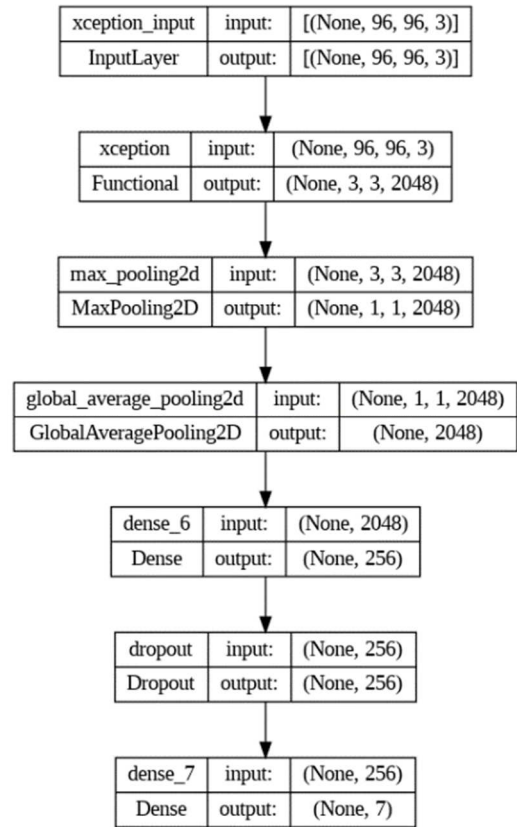 xception_input input: [(None, 96, 96, 3)]
InputLayer output: [(None, 96, 96, 3)]
xception input: (None, 96, 96, 3)
Functional output: (None, 3, 3, 2048)
max_pooling2d input: (None, 3, 3, 2048)
MaxPooling2D output: (None, 1, 1, 2048)
global_average_pooling2d input: (None, 1, 1, 2048)
GlobalAveragePooling2D output: (None, 2048)
dense_6 input: (None, 2048)
Dense output: (None, 256)
dropout input: (None, 256)
Dropout output: (None, 256)
dense_7 input: (None, 256)
Dense output: (None, 7)